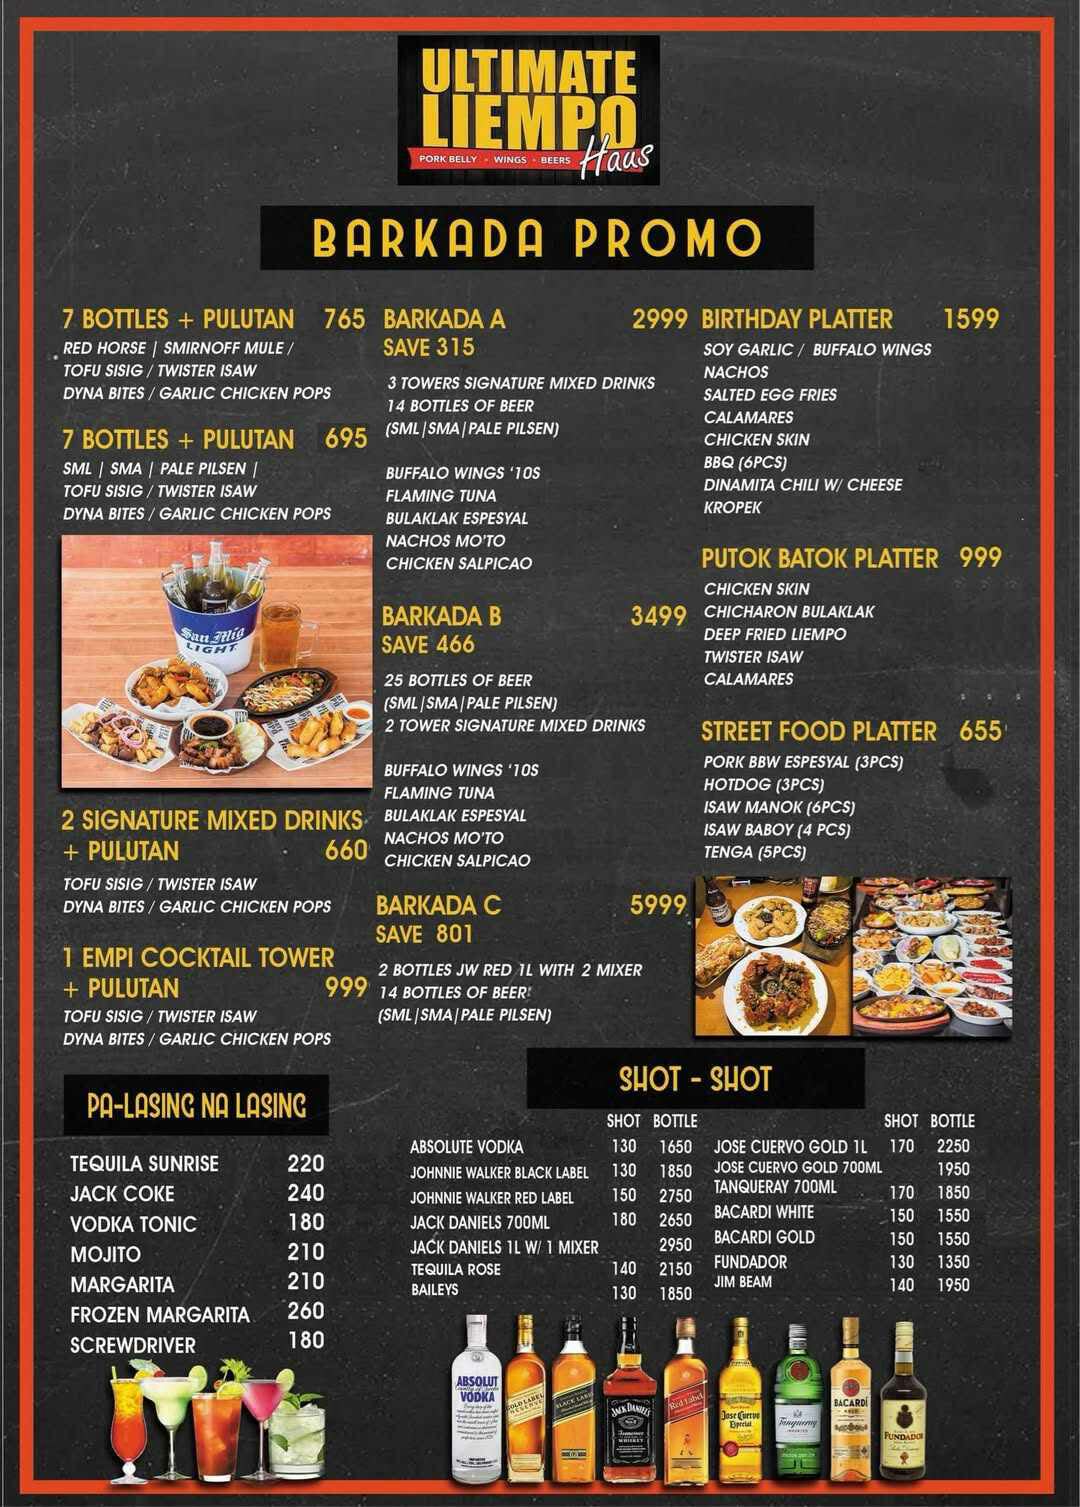 ULTIMATE
LIEMPO
Haus
PORK BELLY • WINGS • BEERS
BARKADA PROMO
7 BOTTLES + PULUTAN 765
RED HORSE | SMIRNOFF MULE /
TOFU SISIG / TWISTER ISAW
DYNA BITES / GARLIC CHICKEN POPS
7 BOTTLES + PULUTAN 695
SML | SMA | PALE PILSEN |
TOFU SISIG / TWISTER ISAW
DYNA BITES / GARLIC CHICKEN POPS
San Mig
LIGHT
2 SIGNATURE MIXED DRINKS
+ PULUTAN 660
TOFU SISIG / TWISTER ISAW
DYNA BITES / GARLIC CHICKEN POPS
1 EMPI COCKTAIL TOWER
+ PULUTAN 999
TOFU SISIG / TWISTER ISAW
DYNA BITES / GARLIC CHICKEN POPS
BARKADA A 2999
SAVE 315
3 TOWERS SIGNATURE MIXED DRINKS
14 BOTTLES OF BEER
(SML|SMA|PALE PILSEN)
BUFFALO WINGS '10S
FLAMING TUNA
BULAKLAK ESPESYAL
NACHOS MO'TO
CHICKEN SALPICAO
BARKADA B 3499
SAVE 466
25 BOTTLES OF BEER
(SML|SMA|PALE PILSEN)
2 TOWER SIGNATURE MIXED DRINKS
BUFFALO WINGS '10S
FLAMING TUNA
BULAKLAK ESPESYAL
NACHOS MO'TO
CHICKEN SALPICAO
BARKADA C 5999
SAVE 801
2 BOTTLES JW RED 1L WITH 2 MIXER
14 BOTTLES OF BEER
(SML|SMA|PALE PILSEN)
BIRTHDAY PLATTER 1599
SOY GARLIC / BUFFALO WINGS
NACHOS
SALTED EGG FRIES
CALAMARES
CHICKEN SKIN
BBQ (6PCS)
DINAMITA CHILI W/ CHEESE
KROPEK
PUTOK BATOK PLATTER 999
CHICKEN SKIN
CHICHARON BULAKLAK
DEEP FRIED LIEMPO
TWISTER ISAW
CALAMARES
STREET FOOD PLATTER 655
PORK BBW ESPESYAL (3PCS)
HOTDOG (3PCS)
ISAW MANOK (6PCS)
ISAW BABOY (4 PCS)
TENGA (5PCS)
PA-LASING NA LASING
TEQUILA SUNRISE 220
JACK COKE 240
VODKA TONIC 180
MOJITO 210
MARGARITA 210
FROZEN MARGARITA 260
SCREWDRIVER 180
SHOT - SHOT
SHOT BOTTLE
ABSOLUTE VODKA 130 1650
JOHNNIE WALKER BLACK LABEL 130 1850
JOHNNIE WALKER RED LABEL 150 2750
JACK DANIELS 700ML 180 2650
JACK DANIELS 1L W/ 1 MIXER 2950
TEQUILA ROSE 140 2150
BAILEYS 130 1850
SHOT BOTTLE
JOSE CUERVO GOLD 1L 170 2250
JOSE CUERVO GOLD 700ML 1950
TANQUERAY 700ML 170 1850
BACARDI WHITE 150 1550
BACARDI GOLD 150 1550
FUNDADOR 130 1350
JIM BEAM 140 1950
ABSOLUT
Country of Sweden
VODKA
GOLD LABEL
RESERVE
BLACK LABEL
JACK DANIEL'S
Tennessee
WHISKEY
Red Label
Jose Cuervo
Especial
Tanqueray
BACARDI
FUNDADOR